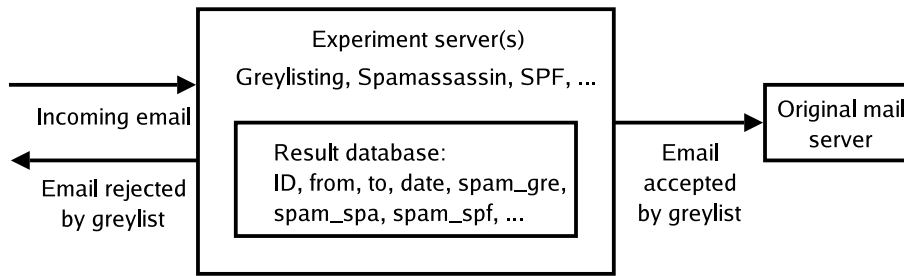 Experiment server(s)
Greylisting, Spamassassin, SPF, ...
Incoming email
Email rejected
by greylist
Result database:
ID, from, to, date, spam_gre,
spam_spa, spam_spf, ...
Email
accepted
by greylist
Original mail
server